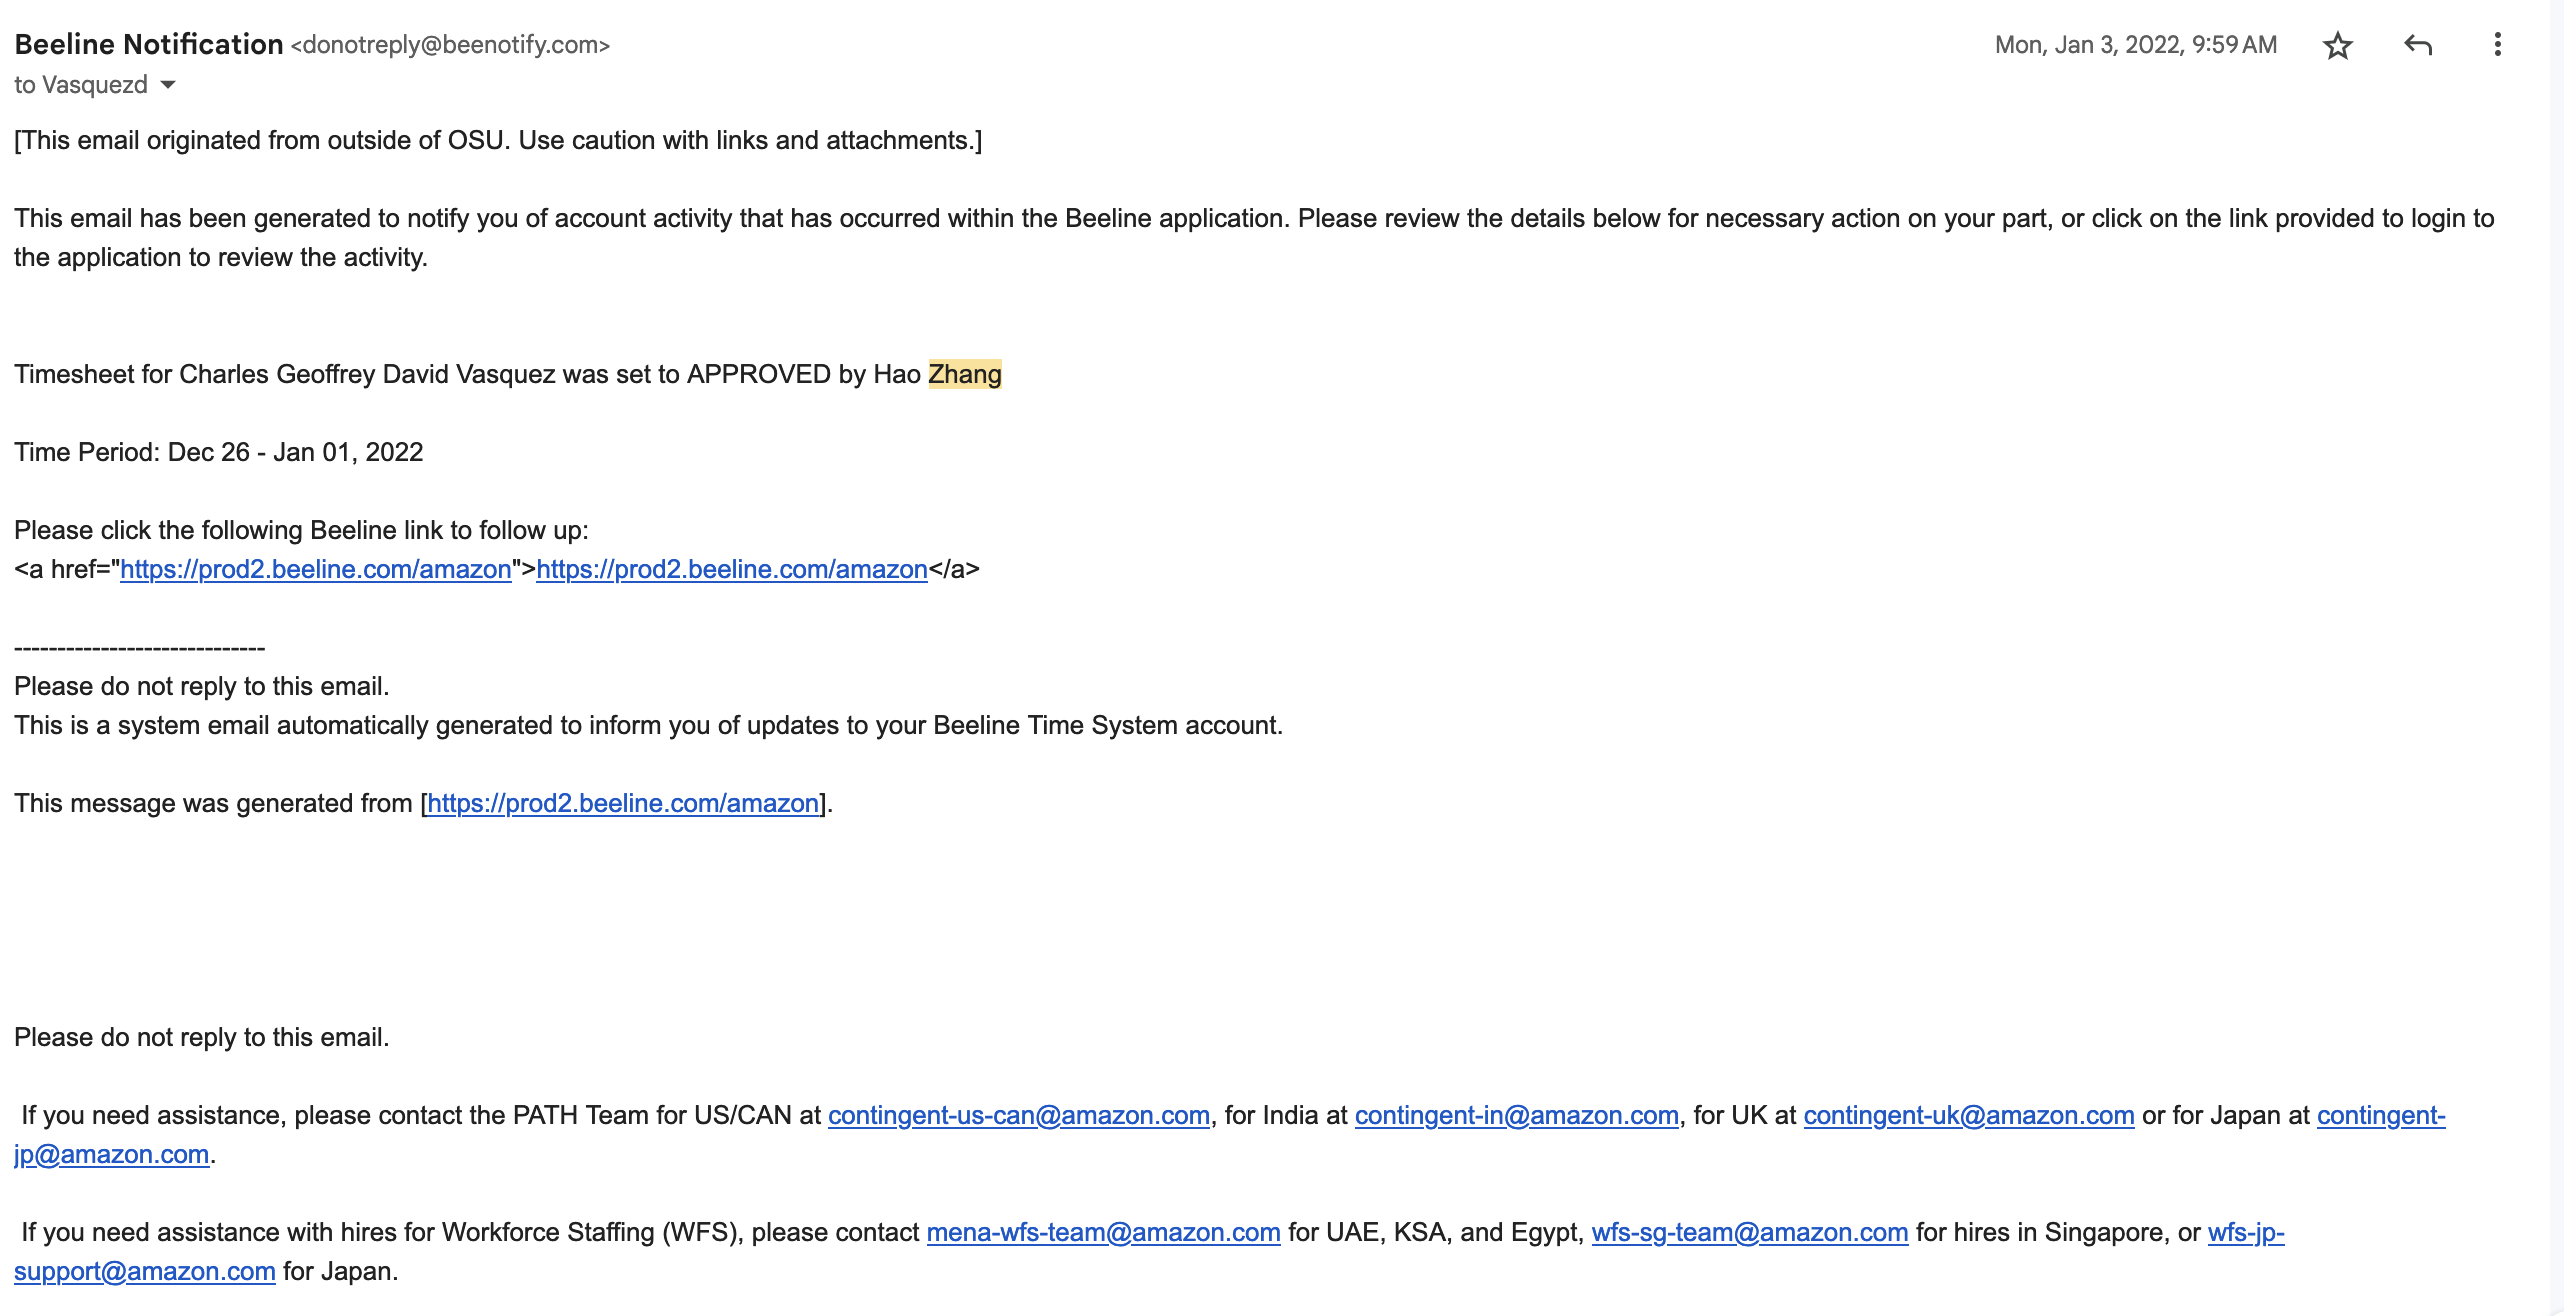 Beeline Notification <donotreply@beenotify.com>
Mon, Jan 3, 2022, 9:59 AM
to Vasquezd
[This email originated from outside of OSU. Use caution with links and attachments.]
This email has been generated to notify you of account activity that has occurred within the Beeline application. Please review the details below for necessary action on your part, or click on the link provided to login to
the application to review the activity.
Timesheet for Charles Geoffrey David Vasquez was set to APPROVED by Hao Zhang
Time Period: Dec 26 - Jan 01, 2022
Please click the following Beeline link to follow up:
<a href="https://prod2.beeline.com/amazon">https://prod2.beeline.com/amazon</a>
-----------------------------
Please do not reply to this email.
This is a system email automatically generated to inform you of updates to your Beeline Time System account.
This message was generated from [https://prod2.beeline.com/amazon].
Please do not reply to this email.
If you need assistance, please contact the PATH Team for US/CAN at contingent-us-can@amazon.com, for India at contingent-in@amazon.com, for UK at contingent-uk@amazon.com or for Japan at contingent-
jp@amazon.com.
If you need assistance with hires for Workforce Staffing (WFS), please contact mena-wfs-team@amazon.com for UAE, KSA, and Egypt, wfs-sg-team@amazon.com for hires in Singapore, or wfs-jp-
support@amazon.com for Japan.